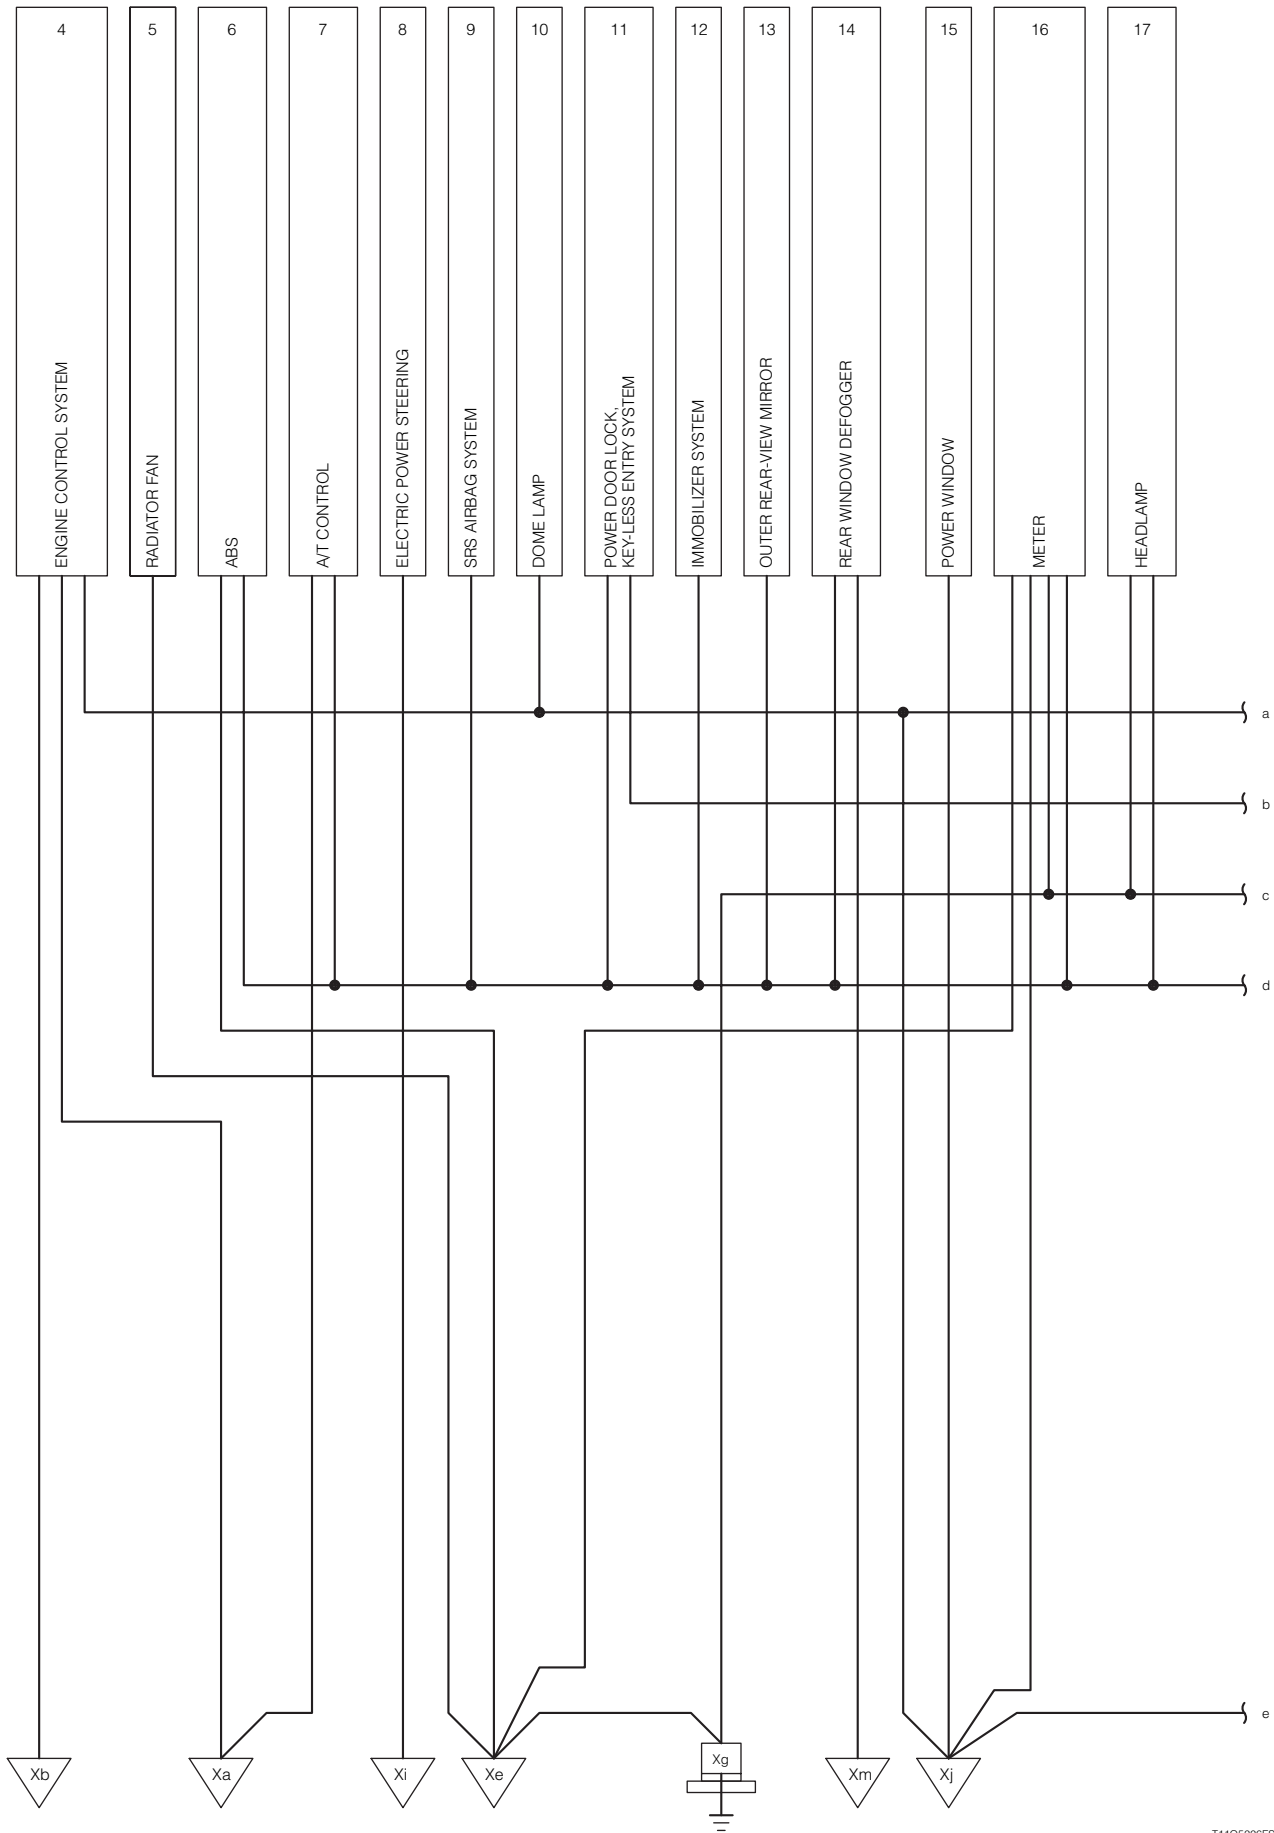 4
5
6
7
8
9
10
11
12
13
14
15
16
17
ENGINE CONTROL SYSTEM
RADIATOR FAN
ABS
A/T CONTROL
ELECTRIC POWER STEERING
SRS AIRBAG SYSTEM
DOME LAMP
POWER DOOR LOCK,
KEY-LESS ENTRY SYSTEM
IMMOBILIZER SYSTEM
OUTER REAR-VIEW MIRROR
REAR WINDOW DEFOGGER
POWER WINDOW
METER
HEADLAMP
a
b
c
d
e
Xb
Xa
Xi
Xe
Xg
Xm
Xj